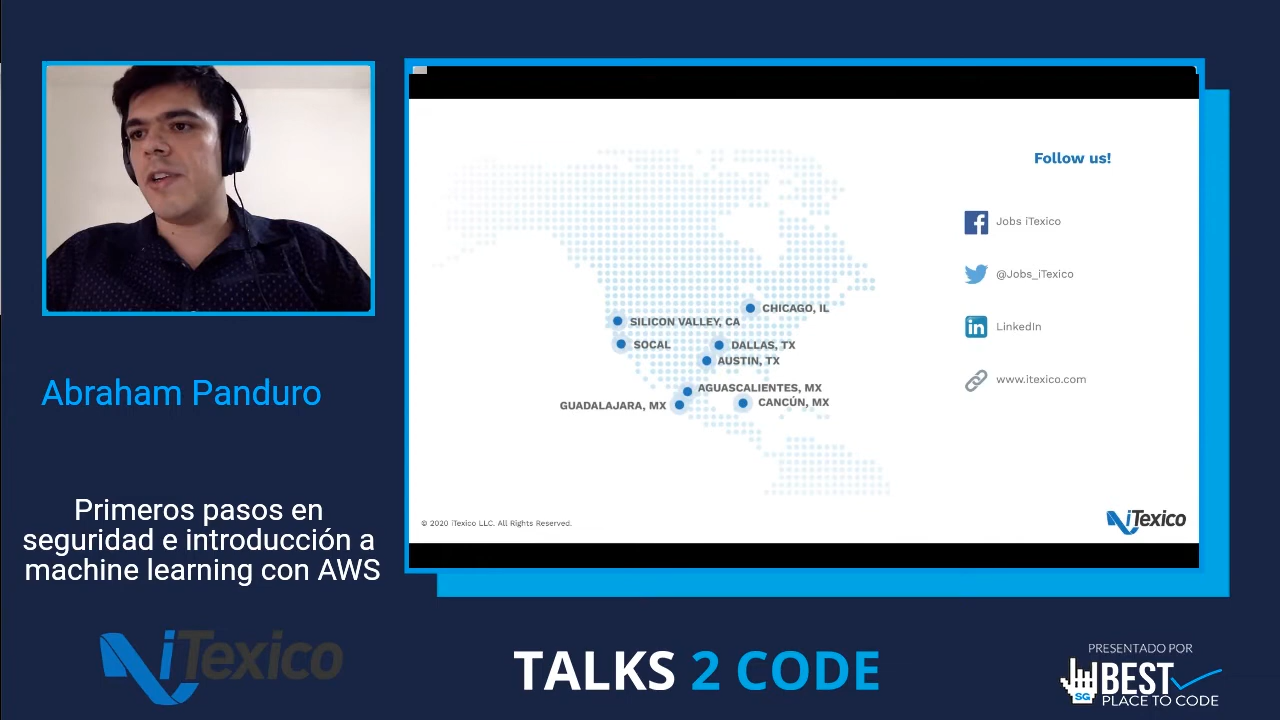 Abraham Panduro
Primeros pasos en
seguridad e introducción a
machine learning con AWS
iTexico
Follow us!
Jobs iTexico
@Jobs_iTexico
LinkedIn
www.itexico.com
CHICAGO, IL
SILICON VALLEY, CA
SOCAL
DALLAS, TX
AUSTIN, TX
AGUASCALIENTES, MX
CANCÚN, MX
GUADALAJARA, MX
© 2020 iTexico LLC. All Rights Reserved.
iTexico
TALKS 2 CODE
PRESENTADO POR
SG
BEST
PLACE TO CODE